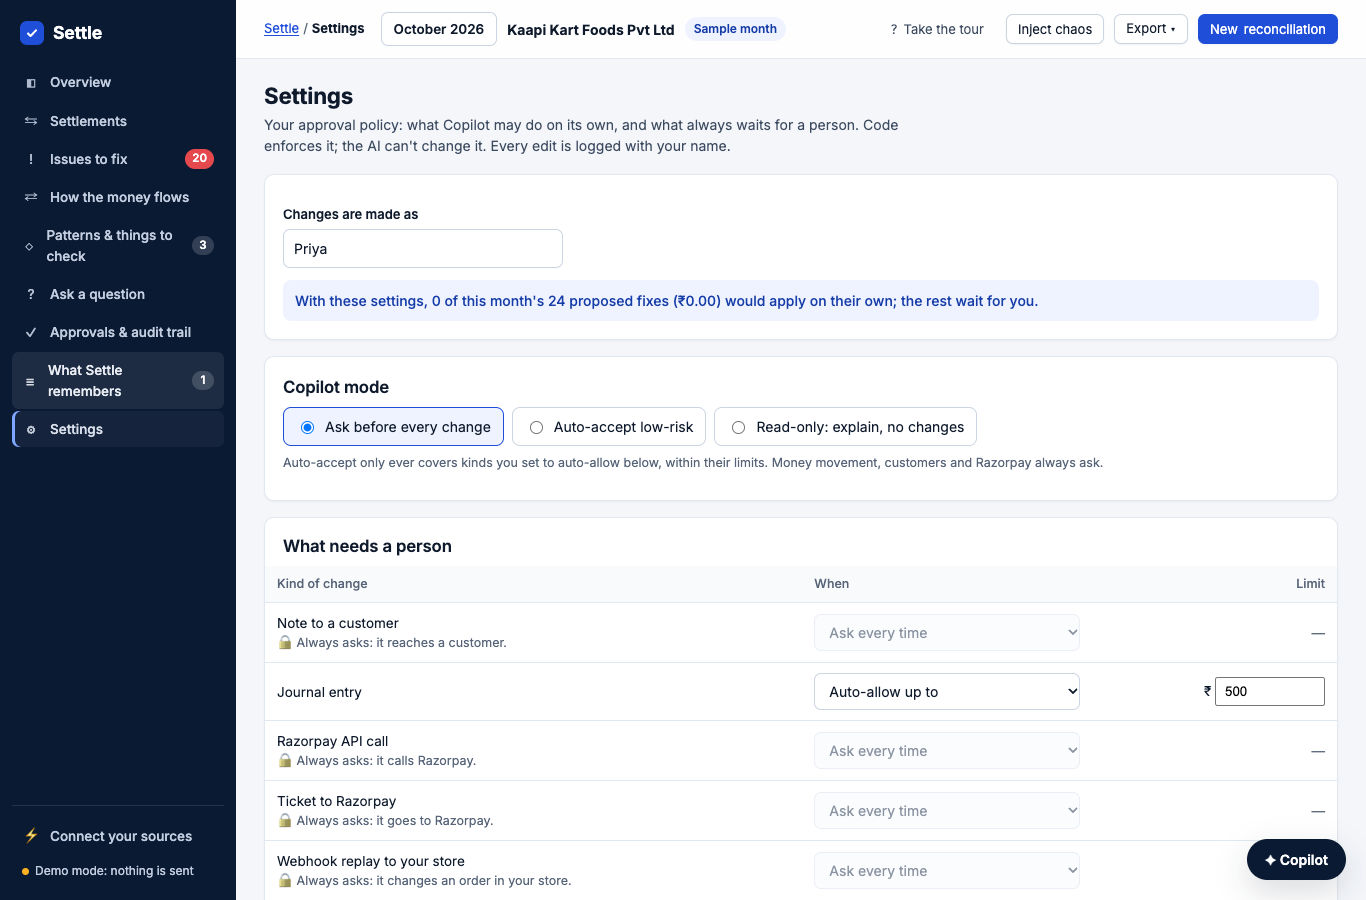 Settle
Overview
Settlements
Issues to fix 20
How the money flows
Patterns & things to
check
3
Ask a question
Approvals & audit trail
What Settle
remembers
1
Settings
Connect your sources
Demo mode: nothing is sent
Settle / Settings
October 2026
Kaapi Kart Foods Pvt Ltd
Sample month
? Take the tour
Inject chaos
Export
New reconciliation
Settings
Your approval policy: what Copilot may do on its own, and what always waits for a person. Code
enforces it; the AI can't change it. Every edit is logged with your name.
Changes are made as
Priya
With these settings, 0 of this month's 24 proposed fixes (₹0.00) would apply on their own; the rest wait for you.
Copilot mode
Ask before every change
Auto-accept low-risk
Read-only: explain, no changes
Auto-accept only ever covers kinds you set to auto-allow below, within their limits. Money movement, customers and Razorpay always ask.
What needs a person
Kind of change When Limit
Note to a customer
Always asks: it reaches a customer.
Ask every time —
Journal entry Auto-allow up to ₹ 500
Razorpay API call
Always asks: it calls Razorpay.
Ask every time —
Ticket to Razorpay
Always asks: it goes to Razorpay.
Ask every time —
Webhook replay to your store
Always asks: it changes an order in your store.
Ask every time
Copilot